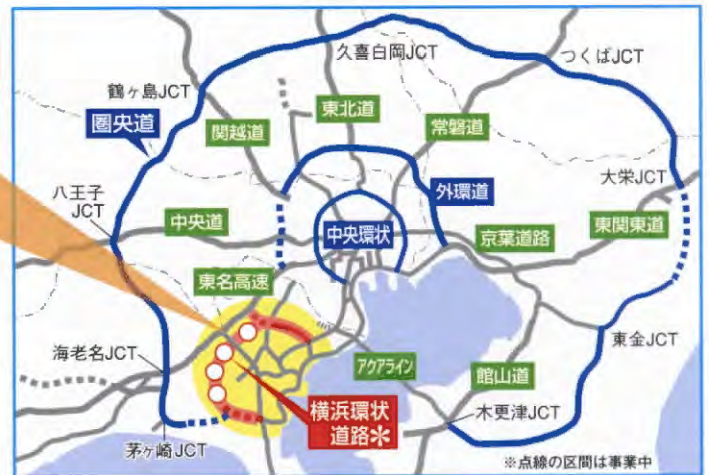 久喜白岡JCT
つくばJCT
鶴ヶ島JCT
東北道
常磐道
関越道
圏央道
大栄JCT
八王子
JCT
外環道
中央道
中央環状
京葉道路
東関東道
東名高速
東金JCT
海老名JCT
アクアライン
館山道
横浜環状
道路*
木更津JCT
茅ヶ崎JCT
※点線の区間は事業中